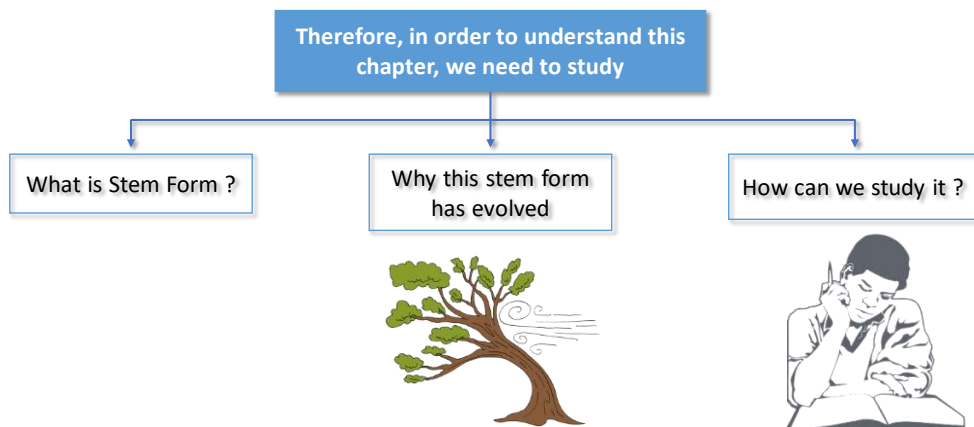 Therefore, in order to understand this
chapter, we need to study
What is Stem Form ?
Why this stem form
has evolved
How can we study it ?